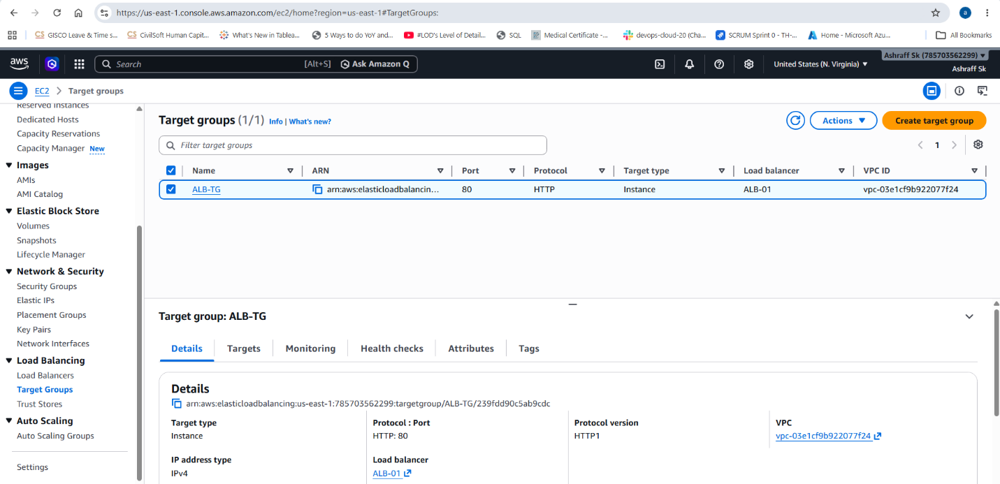 https://us-east-1.console.aws.amazon.com/ec2/home?region=us-east-1#TargetGroups:
a
CS GISCO Leave & Time s... CS CivilSoft Human Capit... What's New in Tablea... 5 Ways to do YoY and... #LOD's Level of Detail... SQL Medical Certificate -... devops-cloud-20 (Cha... SCRUM Sprint 0 - TH-... Home - Microsoft Azu... All Bookmarks
aws Search [Alt+S] Ask Amazon Q United States (N. Virginia) Ashraff Sk (785703562299)
Ashraff Sk
EC2 Target groups
Reserved Instances
Dedicated Hosts
Capacity Reservations
Capacity Manager New
Images
AMIs
AMI Catalog
Elastic Block Store
Volumes
Snapshots
Lifecycle Manager
Network & Security
Security Groups
Elastic IPs
Placement Groups
Key Pairs
Network Interfaces
Load Balancing
Load Balancers
Target Groups
Trust Stores
Auto Scaling
Auto Scaling Groups
Settings
Target groups (1/1) Info | What's new?
Actions Create target group
Filter target groups
1
Name ARN Port Protocol Target type Load balancer VPC ID
ALB-TG arn:aws:elasticloadbalancin... 80 HTTP Instance ALB-01 vpc-03e1cf9b922077f24
Target group: ALB-TG
Details Targets Monitoring Health checks Attributes Tags
Details
arn:aws:elasticloadbalancing:us-east-1:785703562299:targetgroup/ALB-TG/239fdd90c5ab9cdc
Target type Protocol : Port Protocol version VPC
Instance HTTP: 80 HTTP1 vpc-03e1cf9b922077f24
IP address type Load balancer
IPv4 ALB-01